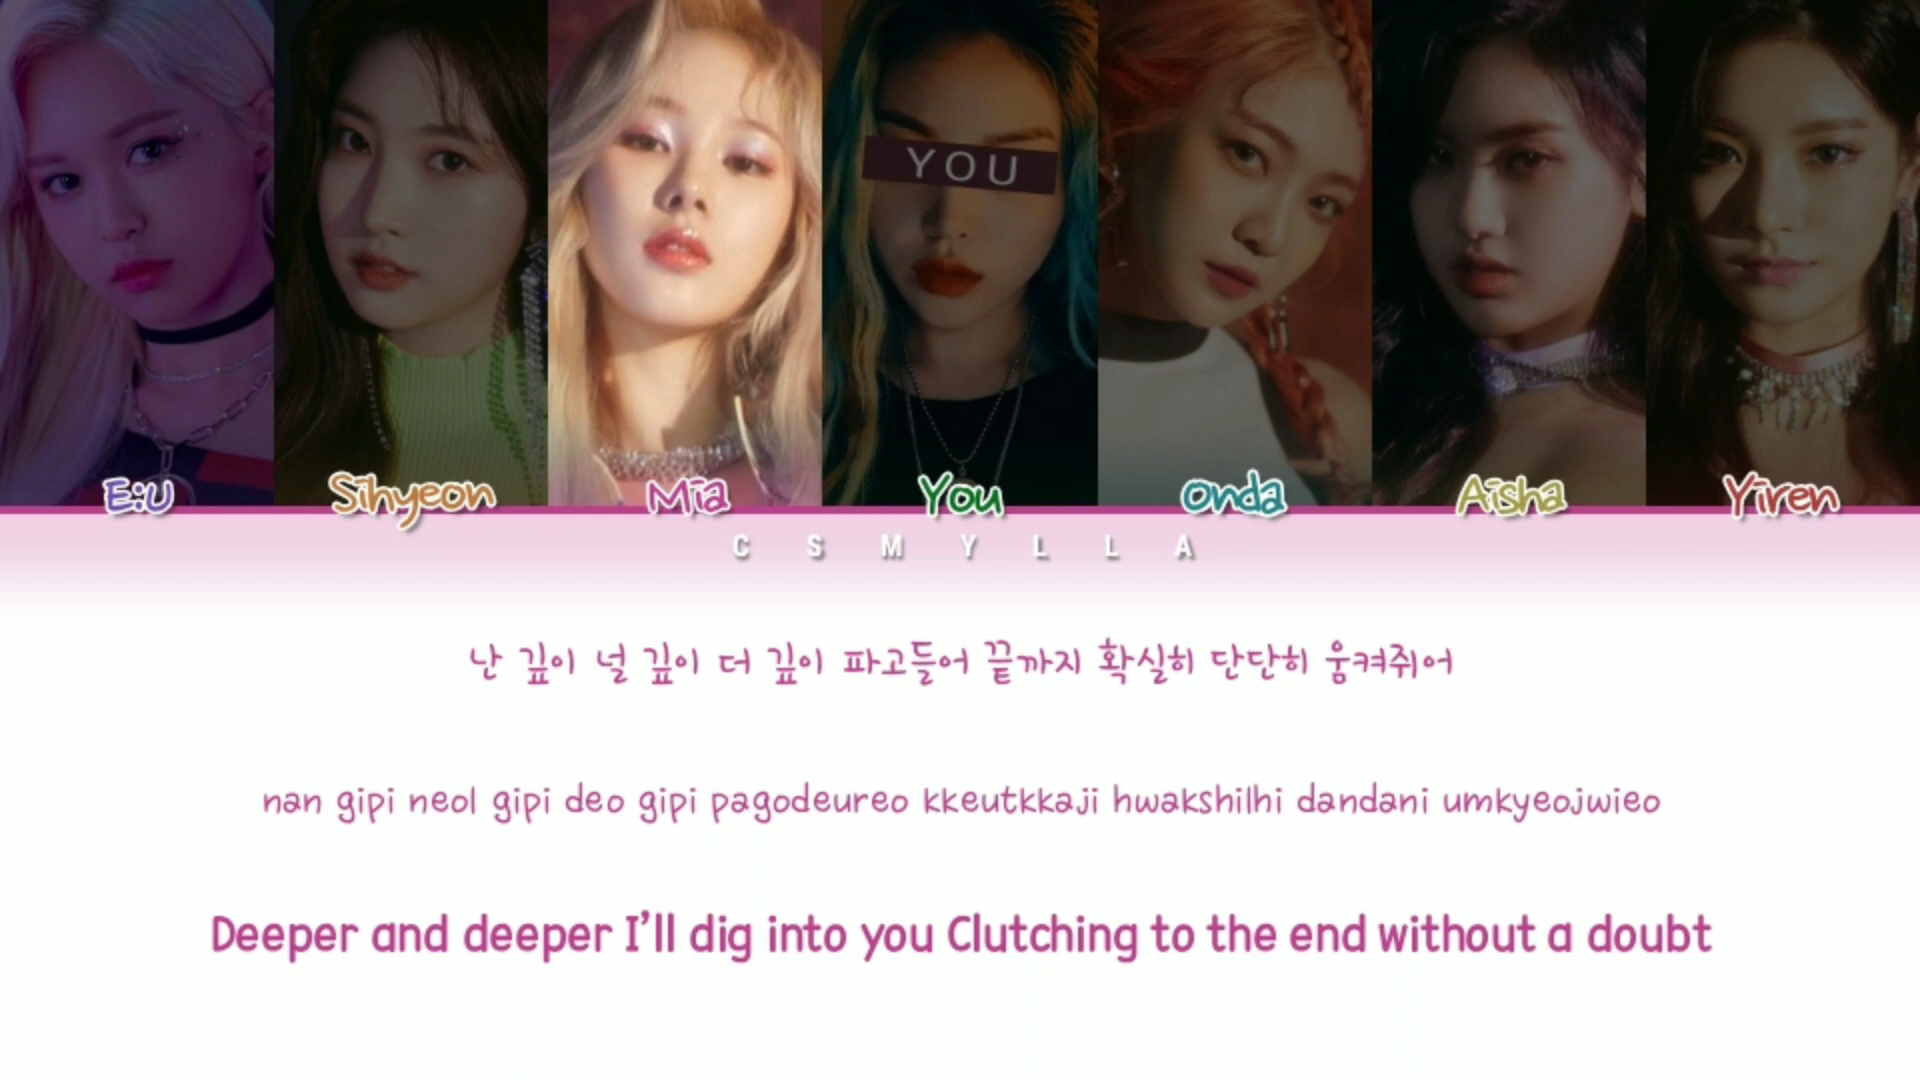 YOU
E:U Sihyeon Mia You Onda Aisha Yiren
C S M Y L L A
난 깊이 널 깊이 더 깊이 파고들어 끝까지 확실히 단단히 움켜쥐어
nan gipi neol gipi deo gipi pagodeureo kkeutkkaji hwakshilhi dandani umkyeojwieo
Deeper and deeper I'll dig into you Clutching to the end without a doubt